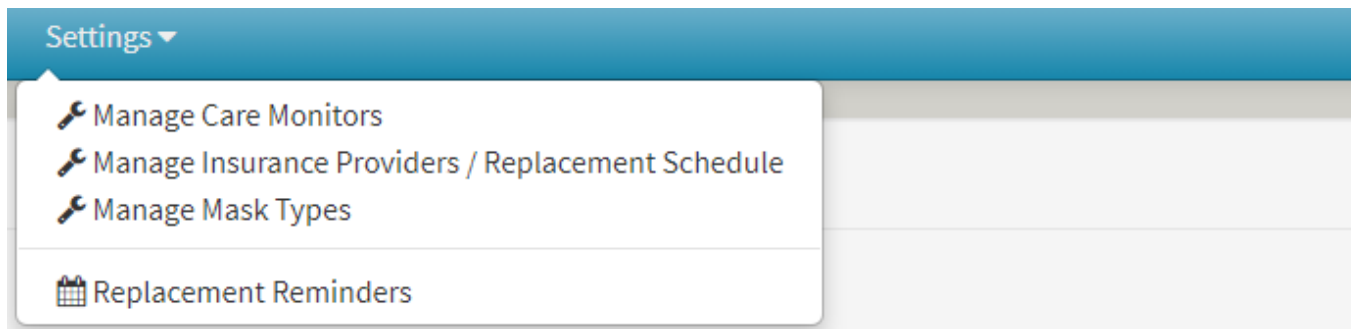 Settings
Manage Care Monitors
Manage Insurance Providers / Replacement Schedule
Manage Mask Types
Replacement Reminders